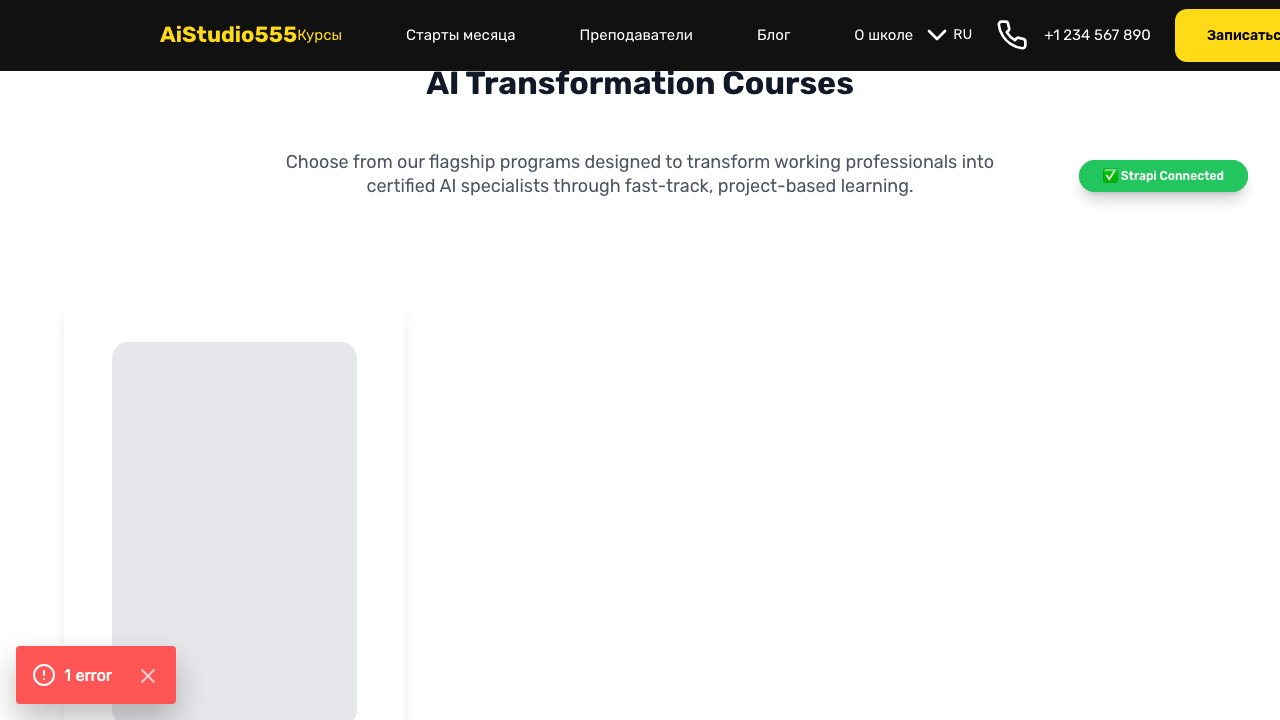 AiStudio555
Курсы
Старты месяца
Преподаватели
Блог
О школе
RU
+1 234 567 890
Записатьс
AI Transformation Courses
Choose from our flagship programs designed to transform working professionals into
certified AI specialists through fast-track, project-based learning.
✅ Strapi Connected
1 error